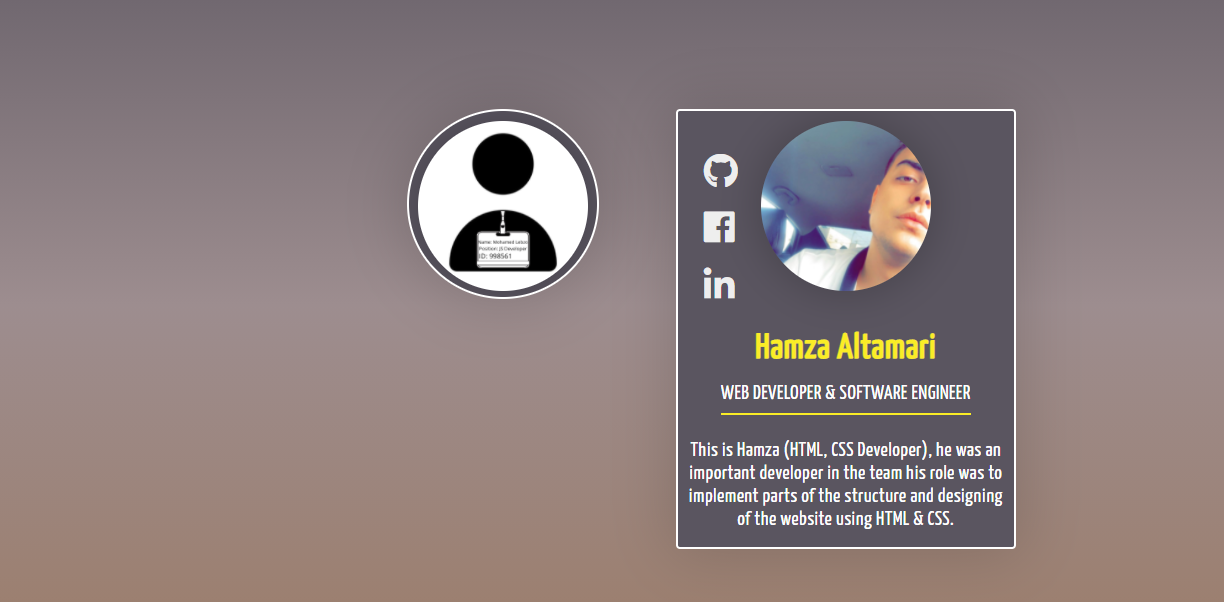 Name: Mohamed Laloo
Position: JS Developer
ID: 998561
Hamza Altamari
WEB DEVELOPER & SOFTWARE ENGINEER
This is Hamza (HTML, CSS Developer), he was an
important developer in the team his role was to
implement parts of the structure and designing
of the website using HTML & CSS.